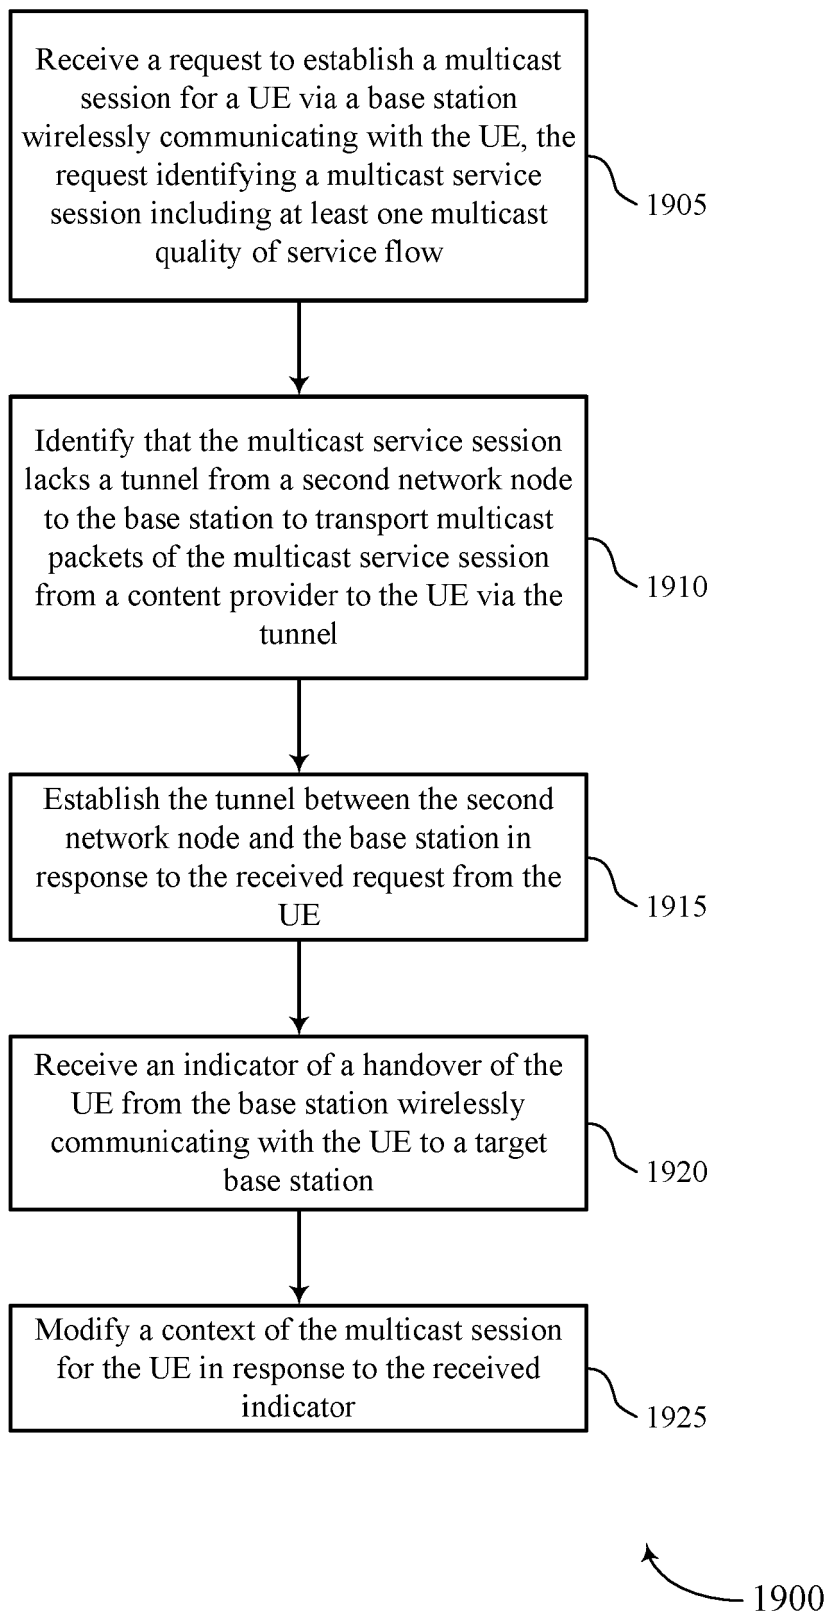 Receive a request to establish a multicast
session for a UE via a base station
wirelessly communicating with the UE, the
request identifying a multicast service
session including at least one multicast
quality of service flow
1905
Identify that the multicast service session
lacks a tunnel from a second network node
to the base station to transport multicast
packets of the multicast service session
from a content provider to the UE via the
tunnel
1910
Establish the tunnel between the second
network node and the base station in
response to the received request from the
UE
1915
Receive an indicator of a handover of the
UE from the base station wirelessly
communicating with the UE to a target
base station
1920
Modify a context of the multicast session
for the UE in response to the received
indicator
1925
1900